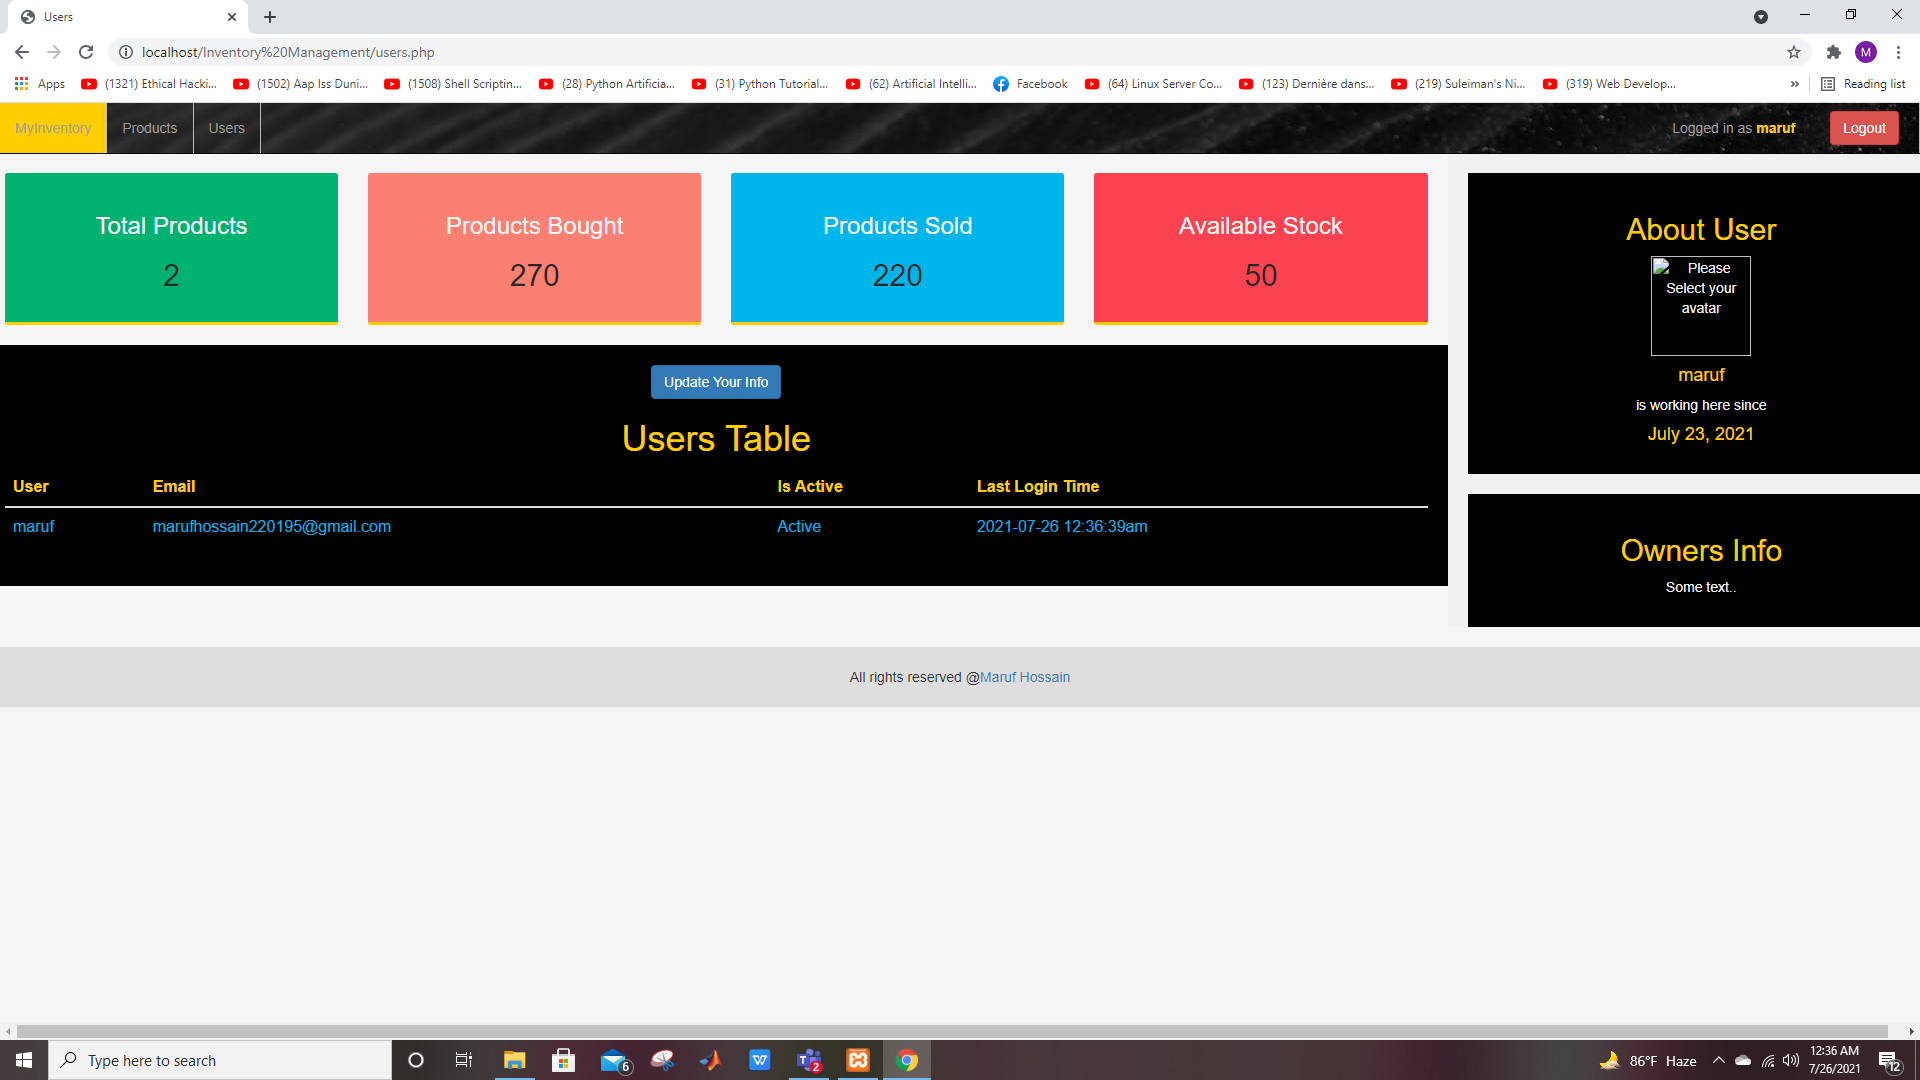 Users
localhost/Inventory%20Management/users.php
M
Apps
(1321) Ethical Hacki...
(1502) Aap Iss Duni...
(1508) Shell Scriptin...
(28) Python Artificia...
(31) Python Tutorial...
(62) Artificial Intelli...
Facebook
(64) Linux Server Co...
(123) Dernière dans...
(219) Suleiman's Ni...
(319) Web Develop...
»
Reading list
MyInventory
Products
Users
Logged in as maruf
Logout
Total Products
2
Products Bought
270
Products Sold
220
Available Stock
50
About User
Please
Select your
avatar
maruf
is working here since
July 23, 2021
Update Your Info
Users Table
User Email Is Active Last Login Time
maruf marufhossain220195@gmail.com Active 2021-07-26 12:36:39am
Owners Info
Some text..
All rights reserved @Maruf Hossain
Type here to search
6
W
T
2
86°F Haze
12:36 AM
7/26/2021
12